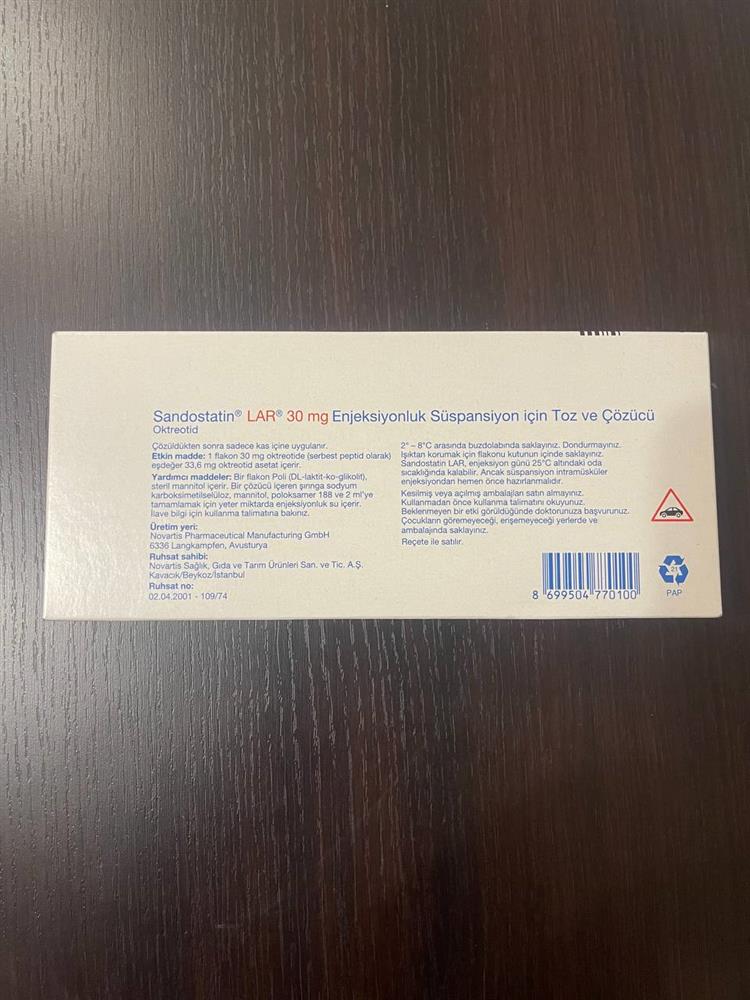 Sandostatin® LAR® 30 mg Enjeksiyonluk Süspansiyon için Toz ve Çözücü
Oktreotid
Çözüldükten sonra sadece kas içine uygulanır.
Etkin madde: 1 flakon 30 mg oktreotide (serbest peptid olarak)
eşdeğer 33,6 mg oktreotid asetat içerir.
Yardımcı maddeler: Bir flakon Poli (DL-laktit-ko-glikolit),
steril mannitol içerir. Bir çözücü içeren şırınga sodyum
karboksimetilselüloz, mannitol, poloksamer 188 ve 2 ml'ye
tamamlamak için yeter miktarda enjeksiyonluk su içerir.
İlave bilgi için kullanma talimatına bakınız.
Üretim yeri:
Novartis Pharmaceutical Manufacturing GmbH
6336 Langkampfen, Avusturya
Ruhsat sahibi:
Novartis Sağlık, Gıda ve Tarım Ürünleri San. ve Tic. A.Ş.
Kavacık/Beykoz/İstanbul
Ruhsat no:
02.04.2001 - 109/74
2° – 8°C arasında buzdolabında saklayınız. Dondurmayınız.
Işıktan korumak için flakonu kutunun içinde saklayınız.
Sandostatin LAR, enjeksiyon günü 25°C altındaki oda
sıcaklığında kalabilir. Ancak süspansiyon intramüsküler
enjeksiyondan hemen önce hazırlanmalıdır.
Kesilmiş veya açılmış ambalajları satın almayınız.
Kullanmadan önce kullanma talimatını okuyunuz.
Beklenmeyen bir etki görüldüğünde doktorunuza başvurunuz.
Çocukların göremeyeceği, erişemeyeceği yerlerde ve
ambalajında saklayınız.
Reçete ile satılır.
8 699504 770100
21
PAP